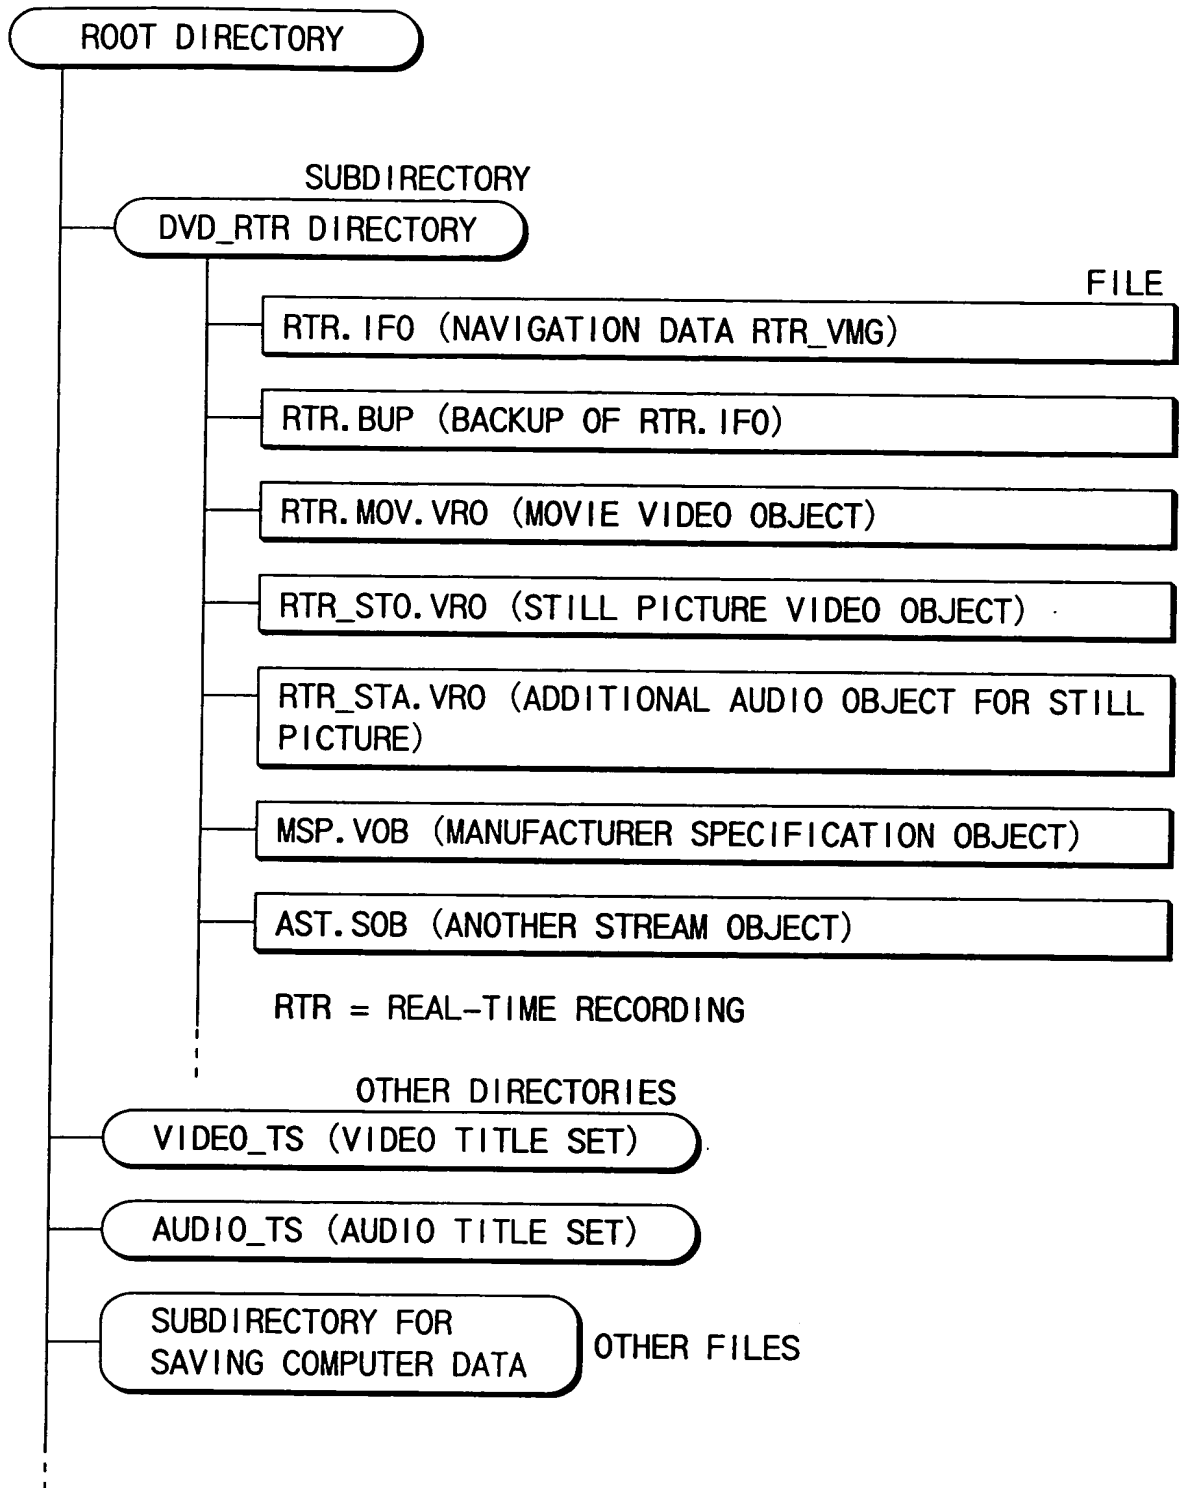 ROOT DIRECTORY
SUBDIRECTORY
DVD_RTR DIRECTORY
FILE
RTR.IFO (NAVIGATION DATA RTR_VMG)
RTR.BUP (BACKUP OF RTR.IFO)
RTR.MOV.VRO (MOVIE VIDEO OBJECT)
RTR_STO.VRO (STILL PICTURE VIDEO OBJECT)
RTR_STA.VRO (ADDITIONAL AUDIO OBJECT FOR STILL
PICTURE)
MSP.VOB (MANUFACTURER SPECIFICATION OBJECT)
AST.SOB (ANOTHER STREAM OBJECT)
RTR = REAL-TIME RECORDING
OTHER DIRECTORIES
VIDEO_TS (VIDEO TITLE SET)
AUDIO_TS (AUDIO TITLE SET)
SUBDIRECTORY FOR
SAVING COMPUTER DATA
OTHER FILES